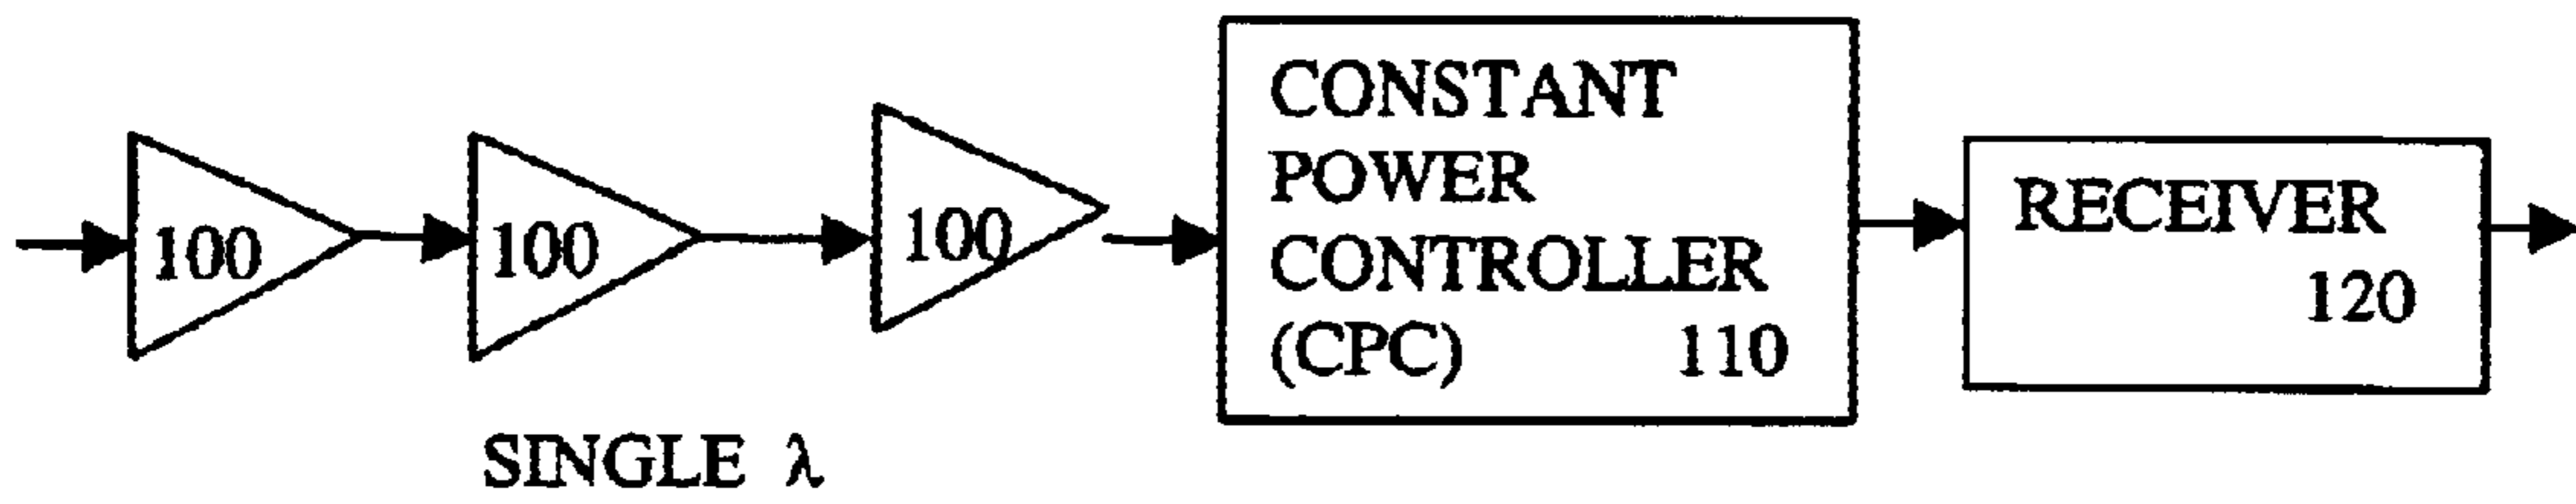 100
100
100
CONSTANT
POWER
CONTROLLER
(CPC) 110
RECEIVER
120
SINGLE λ